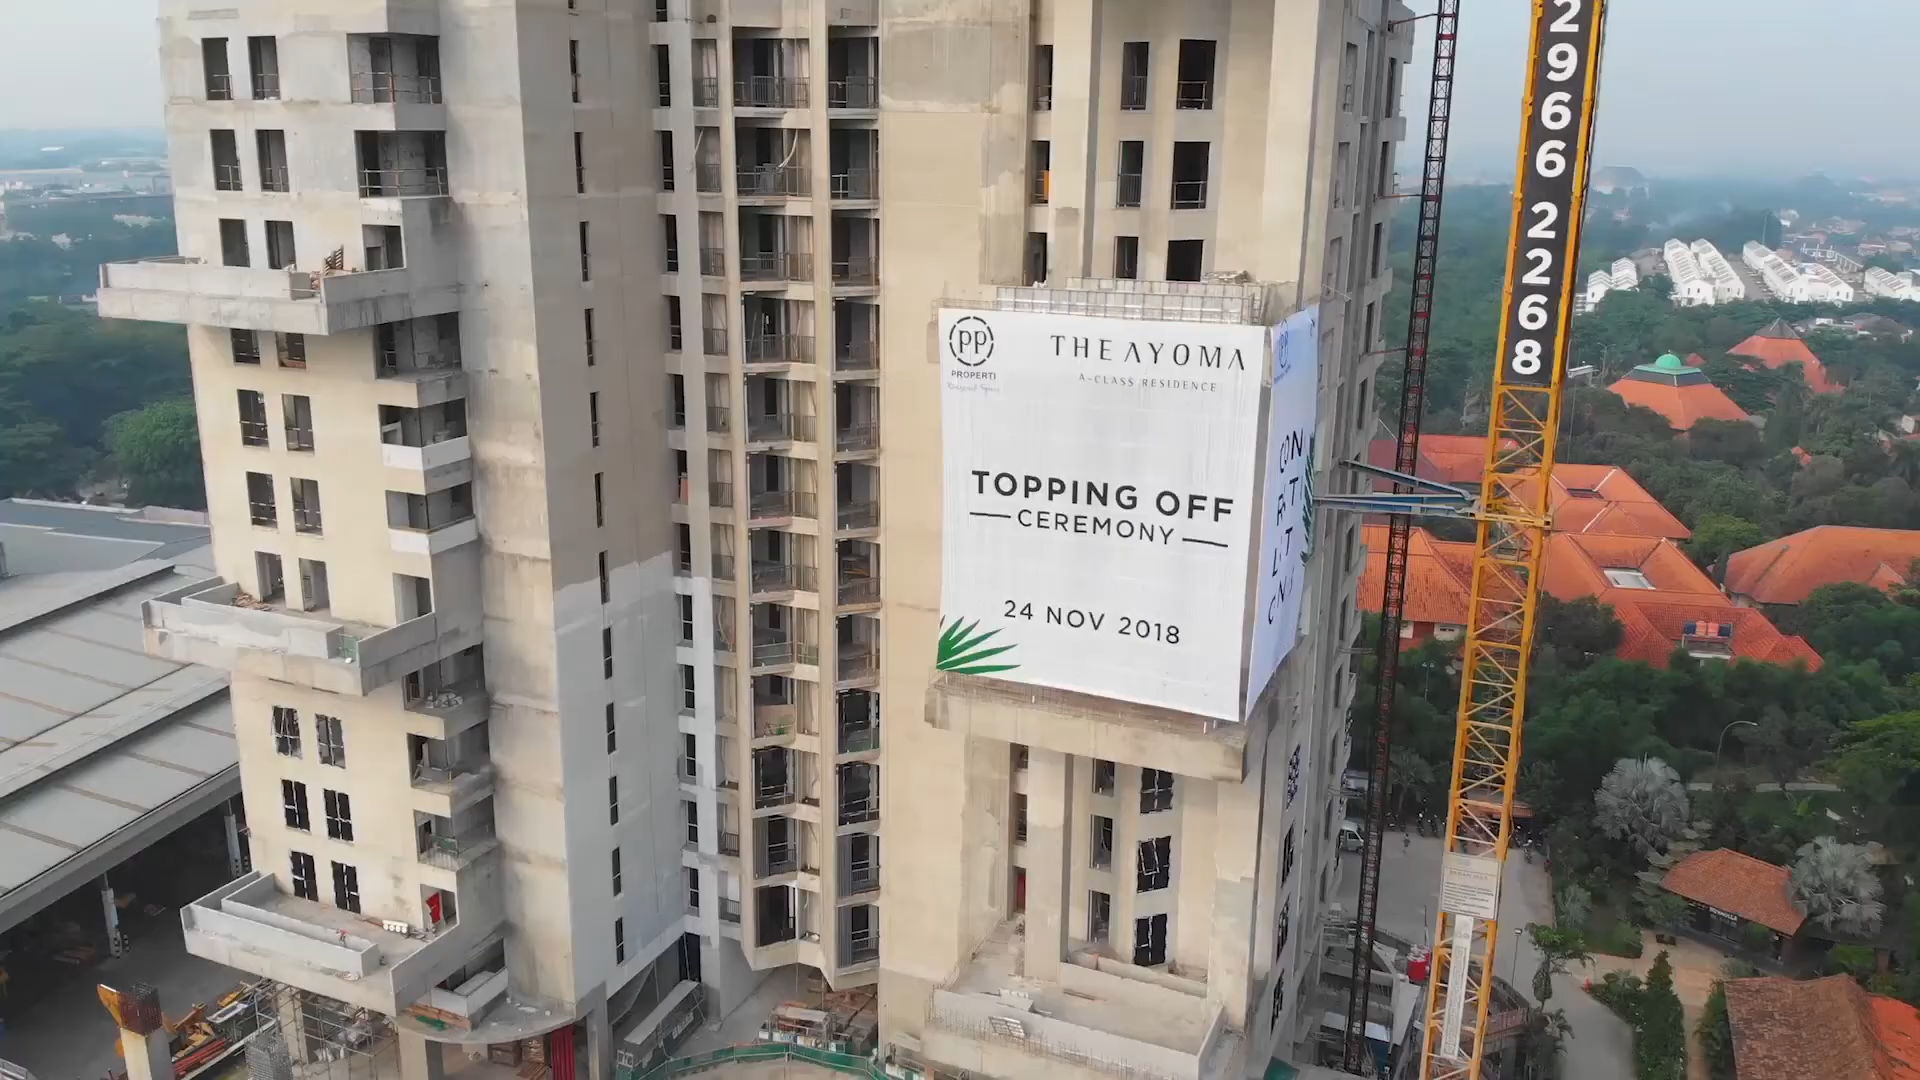 2966 2268
pp
PROPERTI
THE AYOMA
A-CLASS RESIDENCE
TOPPING OFF
CEREMONY
24 NOV 2018